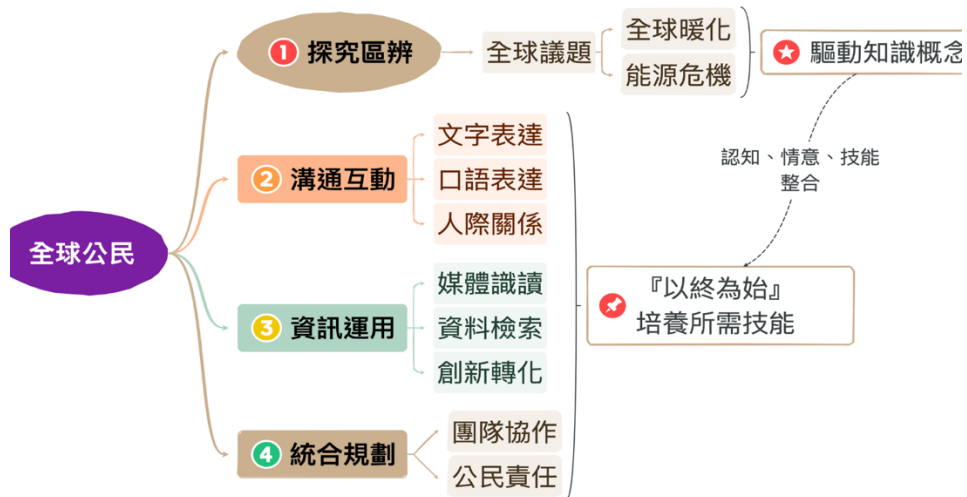 全球公民
1 探究區辨
全球議題
全球暖化
能源危機
驅動知識概念
認知、情意、技能
整合
2 溝通互動
文字表達
口語表達
人際關係
3 資訊運用
媒體識讀
資料檢索
創新轉化
4 統合規劃
團隊協作
公民責任
『以終為始』
培養所需技能